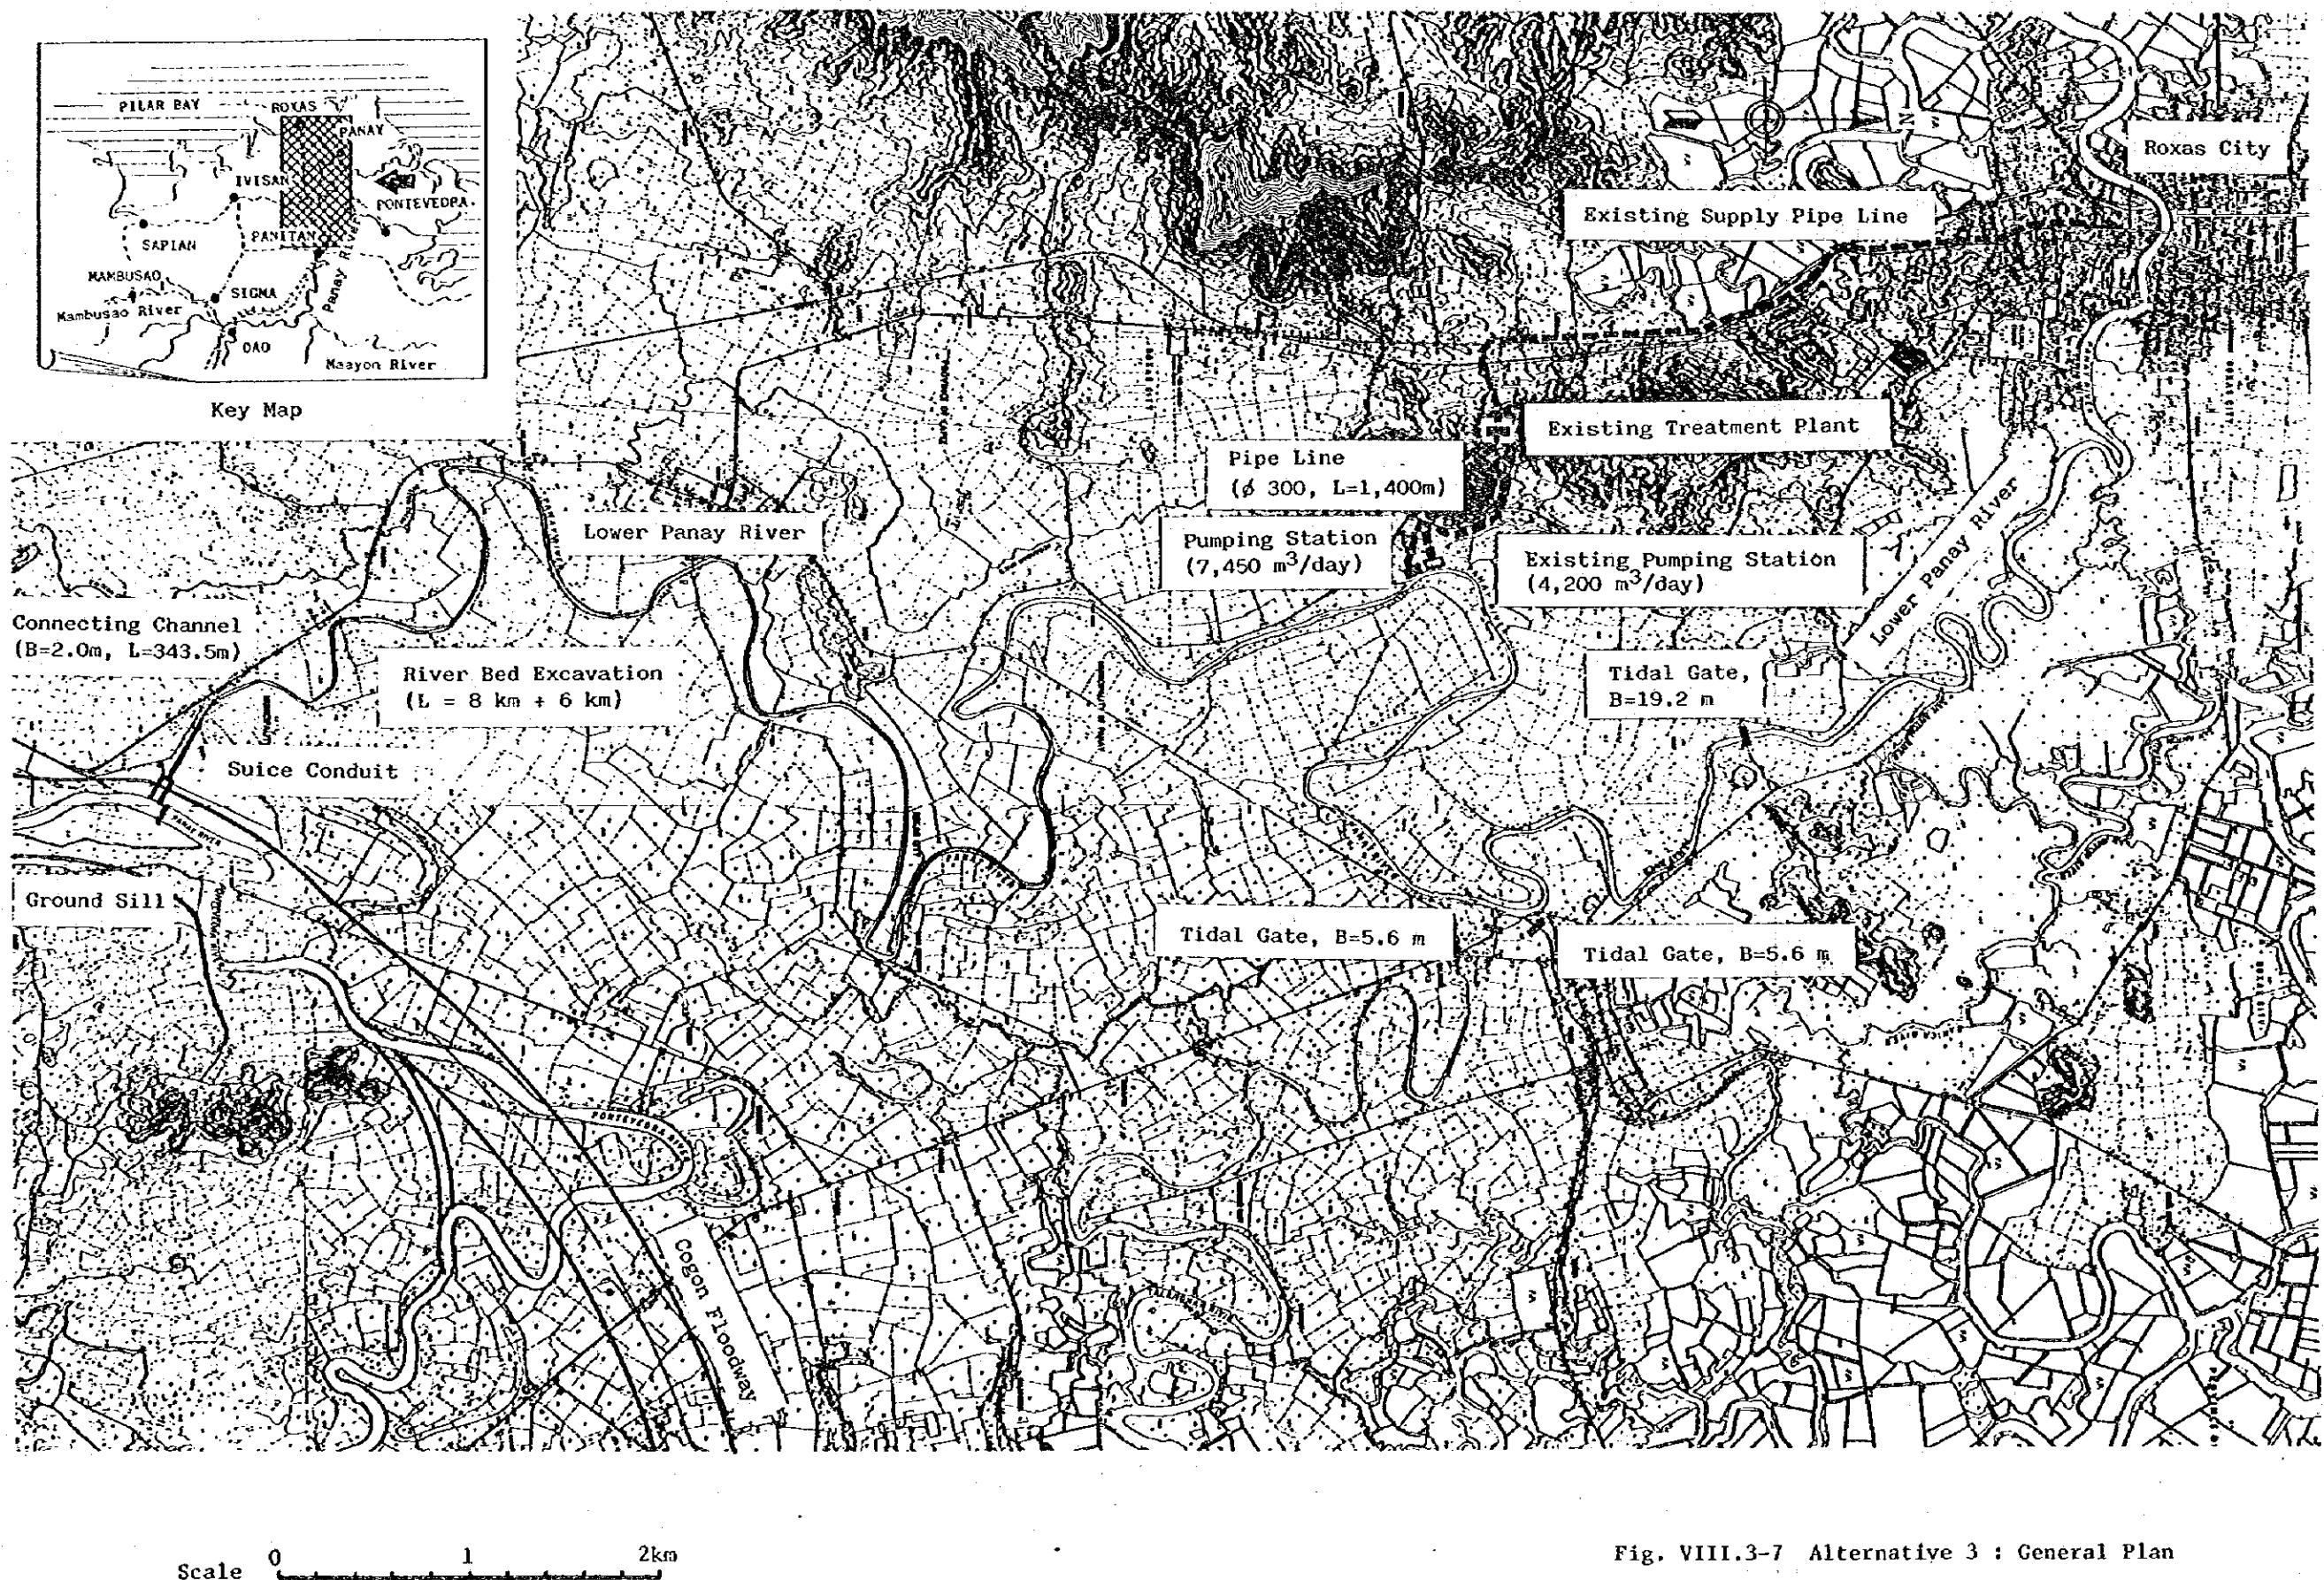 PILAR BAY
ROXAS
PANAY
IVISAN
PONTEVEDRA
PANITAN
SAPIAN
MAMBUSAO
SIGMA
Mambusao River
Panay R
DAO
Maayon River
Key Map
N
Roxas City
Existing Supply Pipe Line
Existing Treatment Plant
Pipe Line
(ϕ 300, L=1,400m)
Lower Panay River
Pumping Station
(7,450 m³/day)
Existing Pumping Station
(4,200 m³/day)
Lower Panay River
Connecting Channel
(B=2.0m, L=343.5m)
River Bed Excavation
(L = 8 km + 6 km)
Tidal Gate,
B=19.2 m
Suice Conduit
PANAY RIVER
Ground Sill
Tidal Gate, B=5.6 m
Tidal Gate, B=5.6 m
PONTEVEDRA RIVER
Cogon Floodway
Scale 0 1 2km
Fig. VIII.3-7 Alternative 3 : General Plan